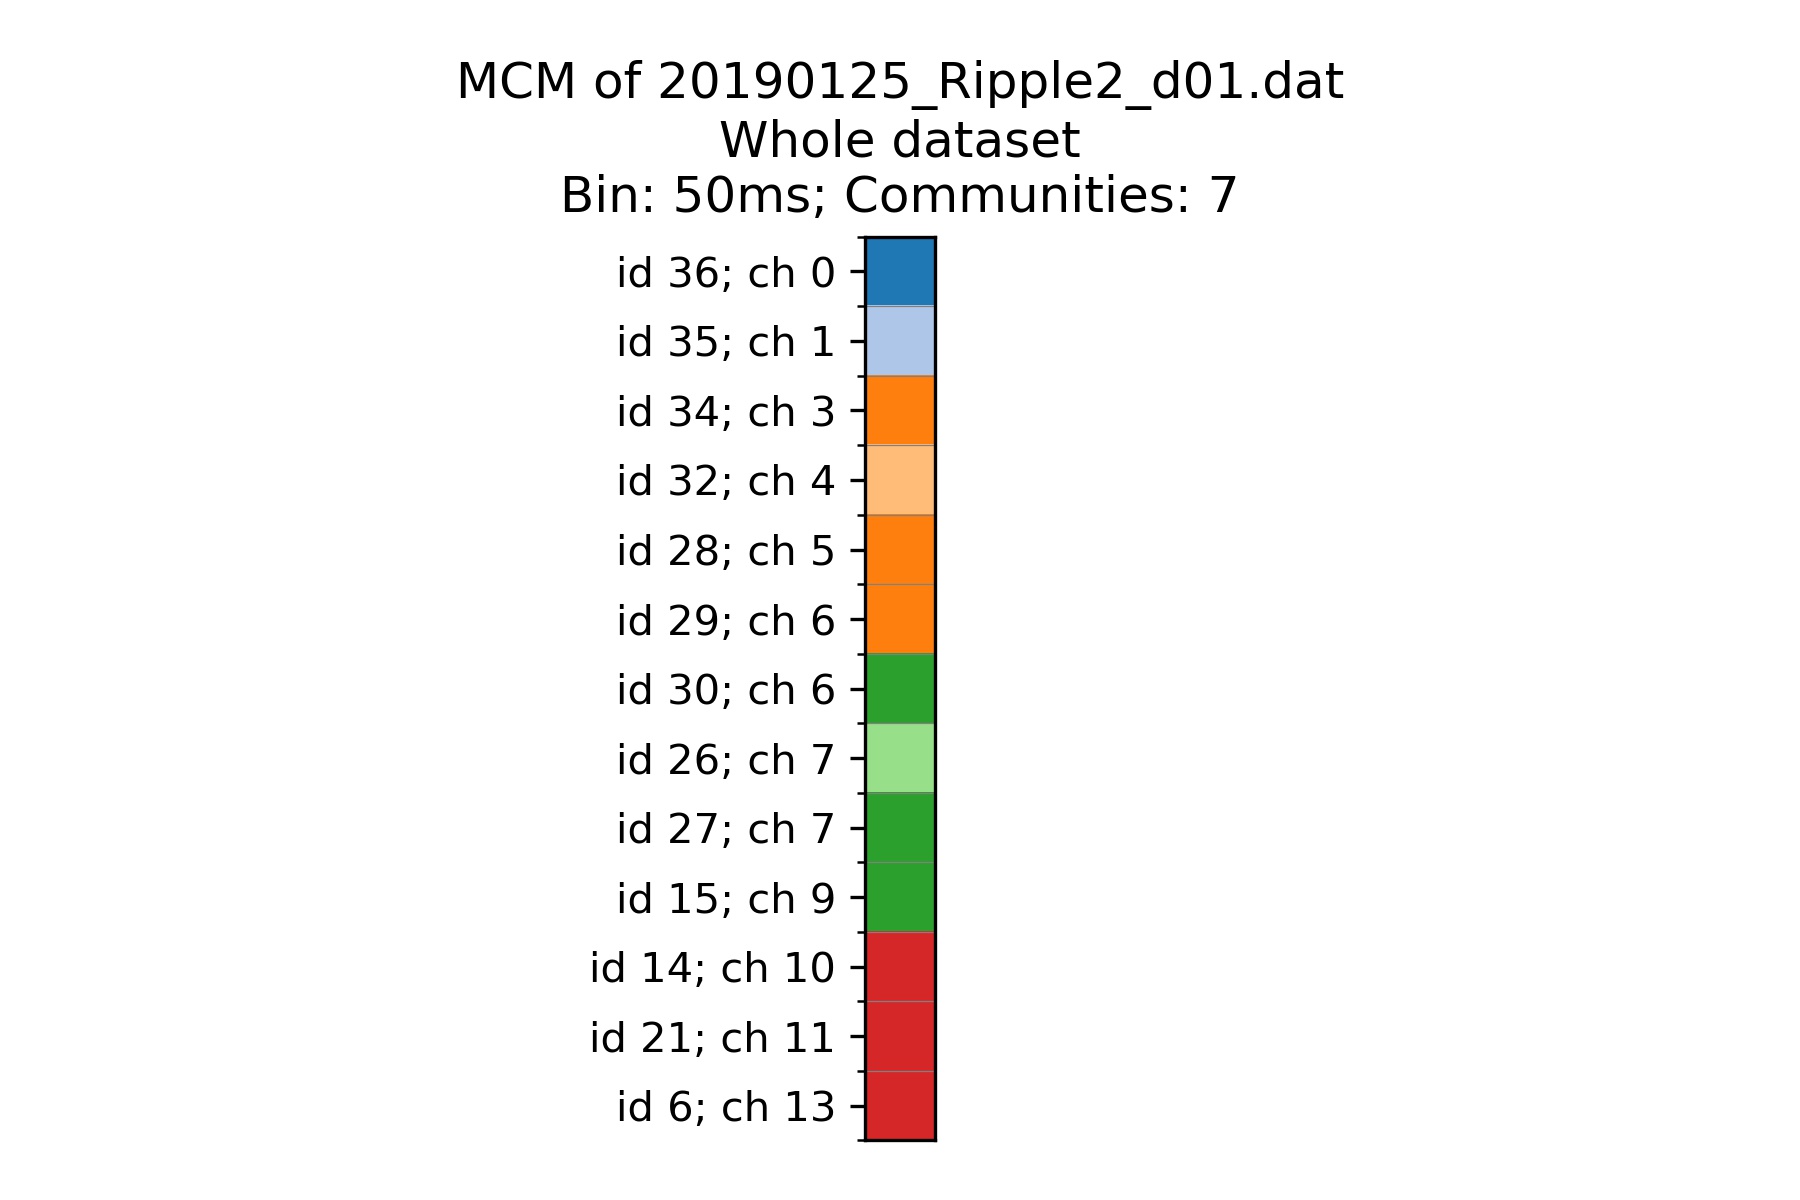 MCM of 20190125_Ripple2_d01.dat
Whole dataset
Bin: 50ms; Communities: 7
id 36; ch 0
id 35; ch 1
id 34; ch 3
id 32; ch 4
id 28; ch 5
id 29; ch 6
id 30; ch 6
id 26; ch 7
id 27; ch 7
id 15; ch 9
id 14; ch 10
id 21; ch 11
id 6; ch 13